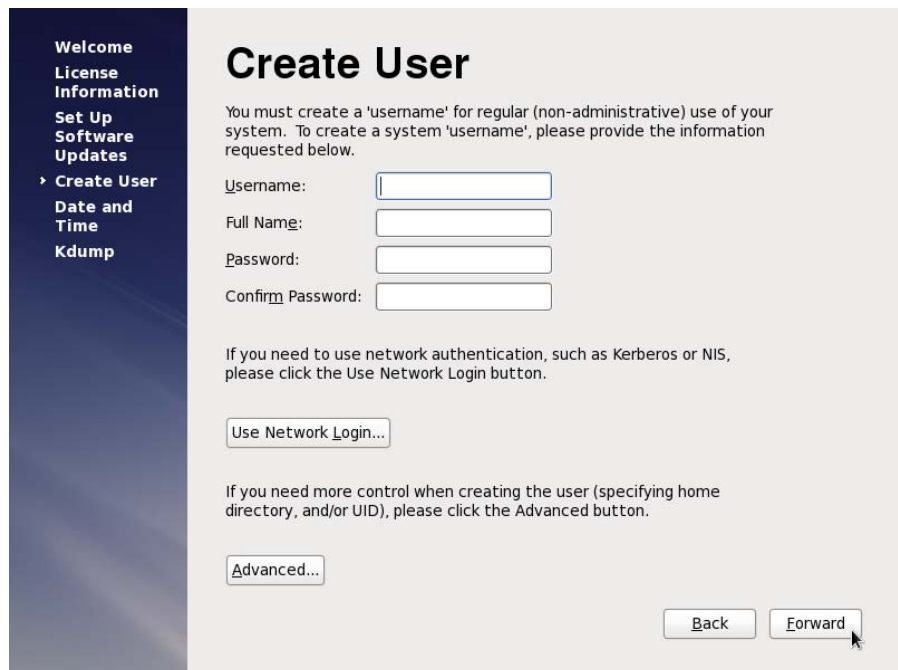 Welcome
License
Information
Set Up
Software
Updates
Create User
Date and
Time
Kdump
Create User
You must create a 'username' for regular (non-administrative) use of your
system.  To create a system 'username', please provide the information
requested below.
Username:
Full Name:
Password:
Confirm Password:
If you need to use network authentication, such as Kerberos or NIS,
please click the Use Network Login button.
Use Network Login...
If you need more control when creating the user (specifying home
directory, and/or UID), please click the Advanced button.
Advanced...
Back
Forward